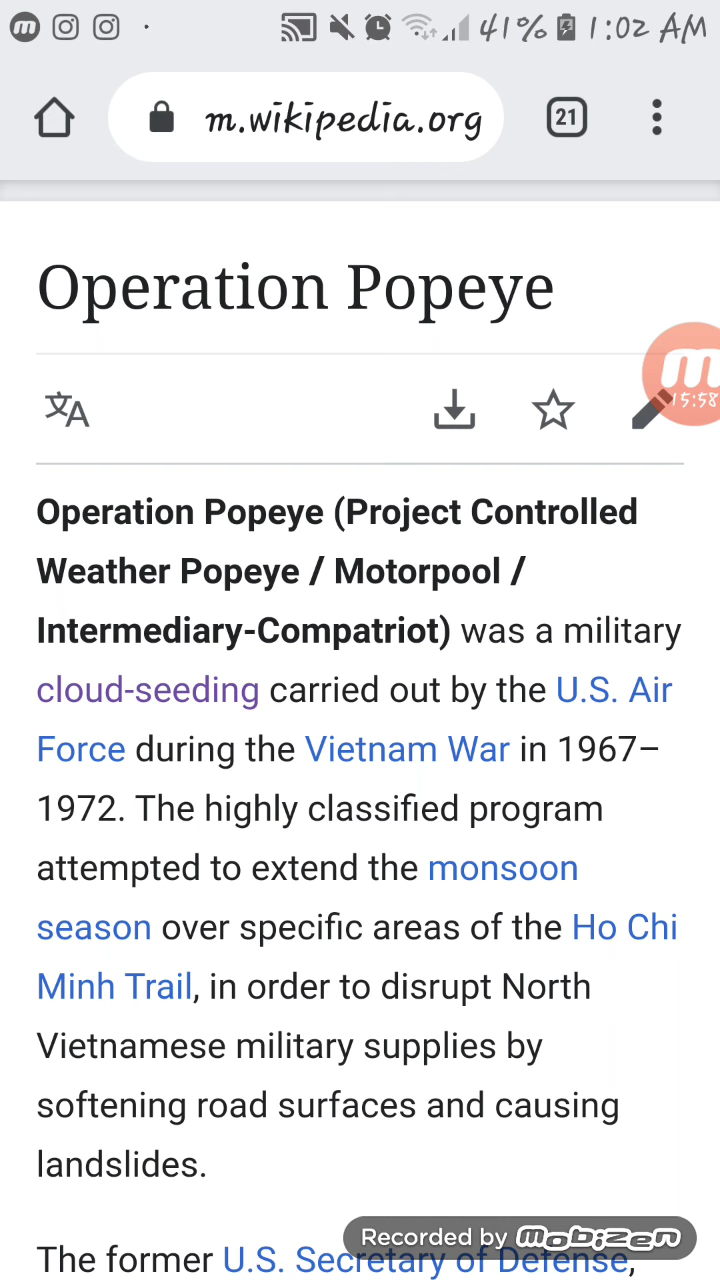 41% 1:02 AM
m.wikipedia.org
21
Operation Popeye
文A
m
15:58
Operation Popeye (Project Controlled
Weather Popeye / Motorpool /
Intermediary-Compatriot) was a military
cloud-seeding carried out by the U.S. Air
Force during the Vietnam War in 1967–
1972. The highly classified program
attempted to extend the monsoon
season over specific areas of the Ho Chi
Minh Trail, in order to disrupt North
Vietnamese military supplies by
softening road surfaces and causing
landslides.
Recorded by mobizen
The former U.S. Secretary of Defense,